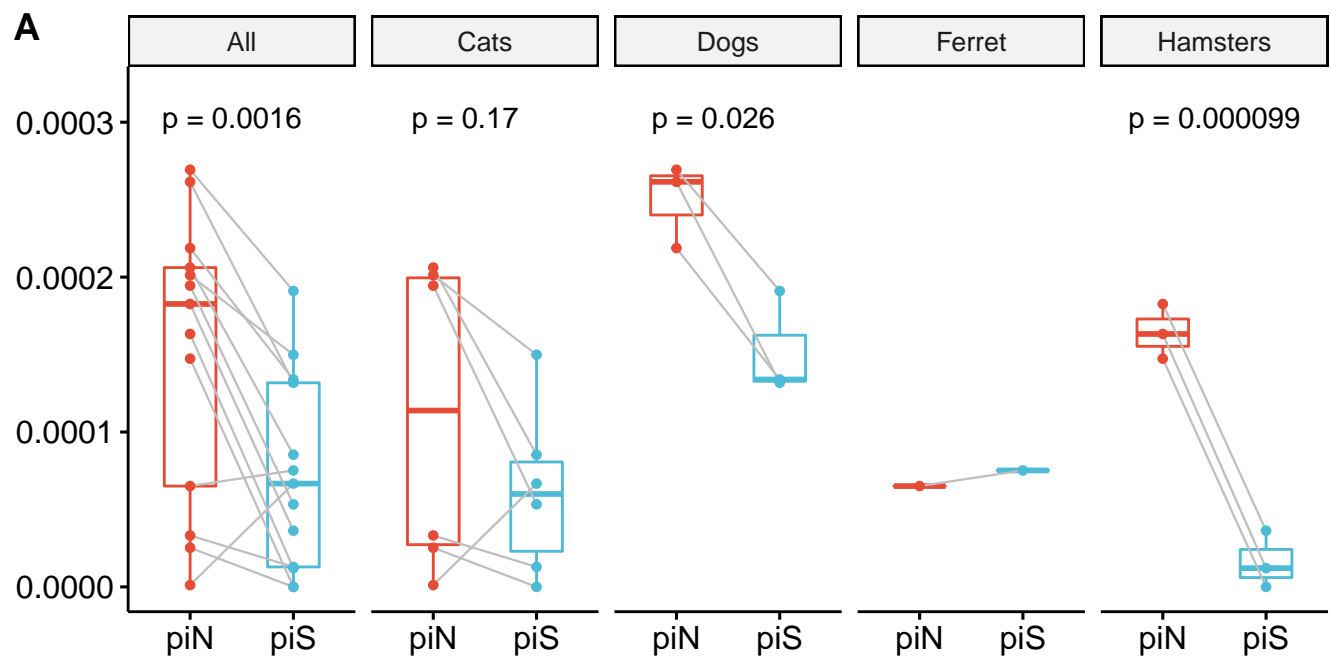 A
All Cats Dogs Ferret Hamsters
p = 0.0016 p = 0.17 p = 0.026 p = 0.000099
0.0003
0.0002
0.0001
0.0000
piN piS piN piS piN piS piN piS piN piS